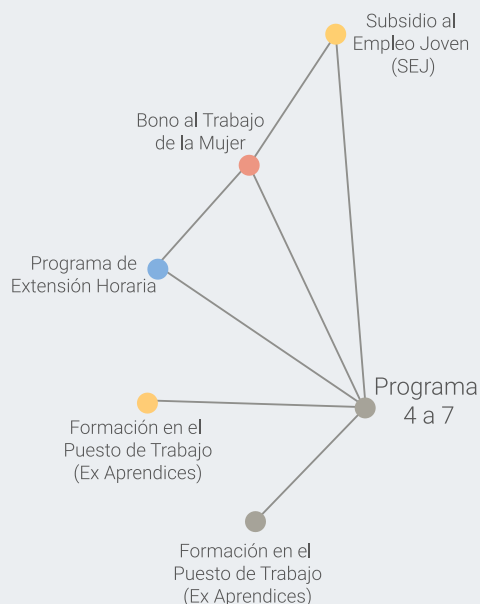 Subsidio al
Empleo Joven
(SEJ)
Bono al Trabajo
de la Mujer
Programa de
Extensión Horaria
Programa
4 a 7
Formación en el
Puesto de Trabajo
(Ex Aprendices)
Formación en el
Puesto de Trabajo
(Ex Aprendices)